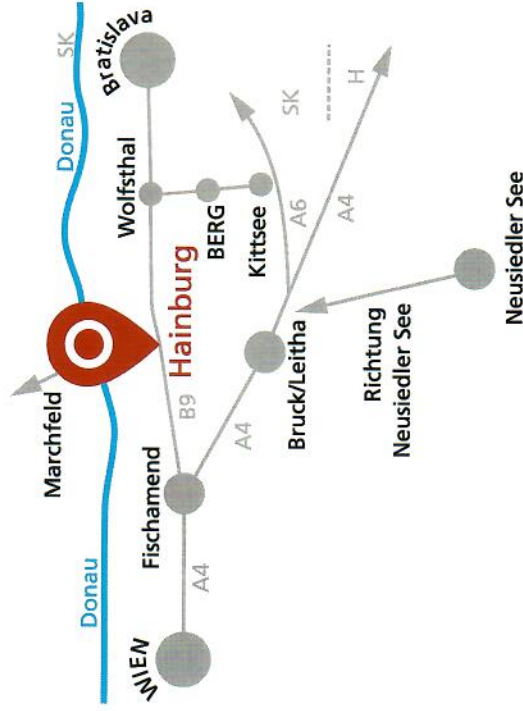 Donau
SK
Donau
Marchfeld
Bratislava
Wolfsthal
Hainburg
B9
BERG
SK
Kittsee
H
Fischamend
A6
A4
A4
A4
WIEN
Bruck/Leitha
Richtung
Neusiedler See
Neusiedler See